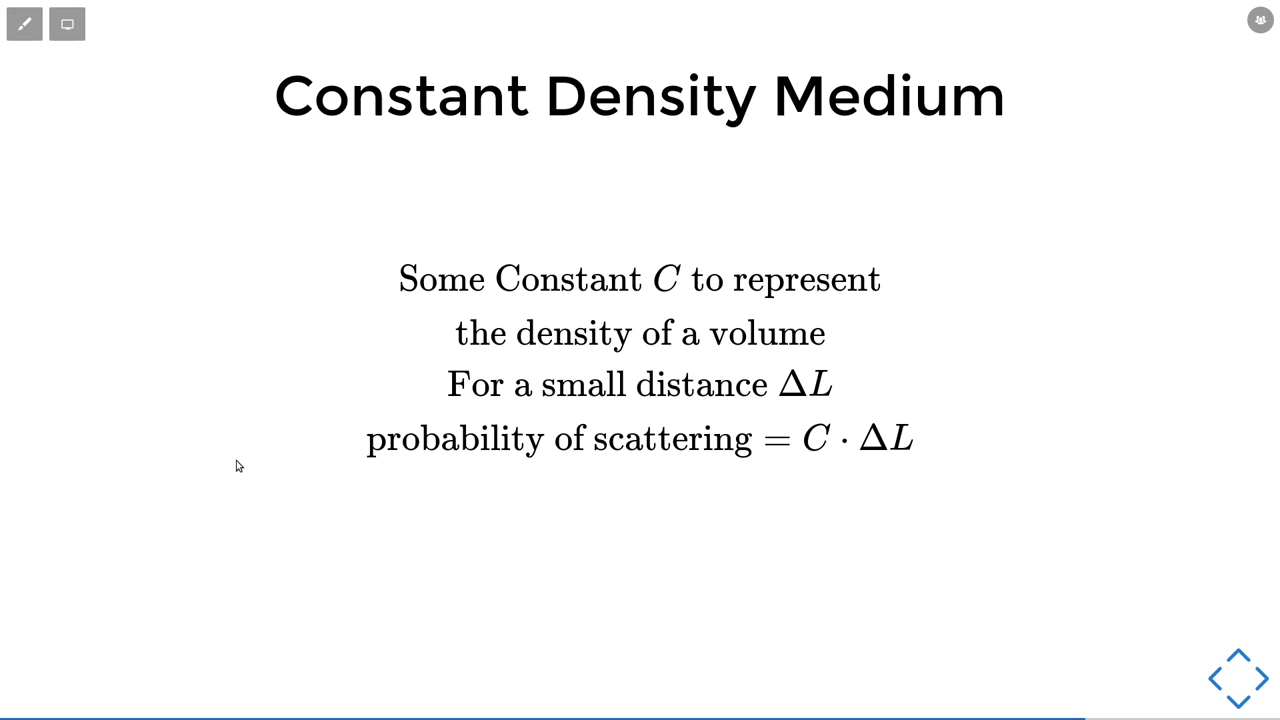 Constant Density Medium
Some Constant C to represent
the density of a volume
For a small distance ΔL
probability of scattering = C · ΔL